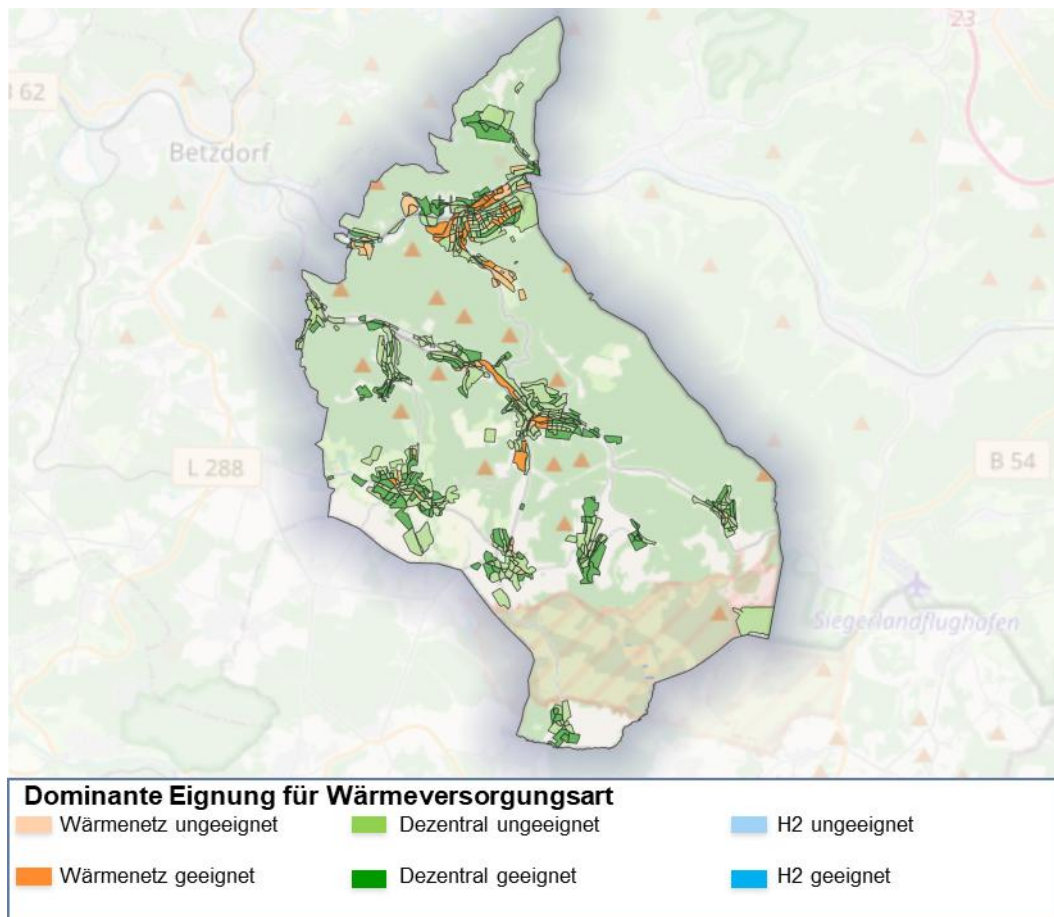 23
B 62
Betzdorf
L 288
B 54
Siegerlandflughafen
Dominante Eignung für Wärmeversorgungsart
Wärmenetz ungeeignet
Dezentral ungeeignet
H2 ungeeignet
Wärmenetz geeignet
Dezentral geeignet
H2 geeignet